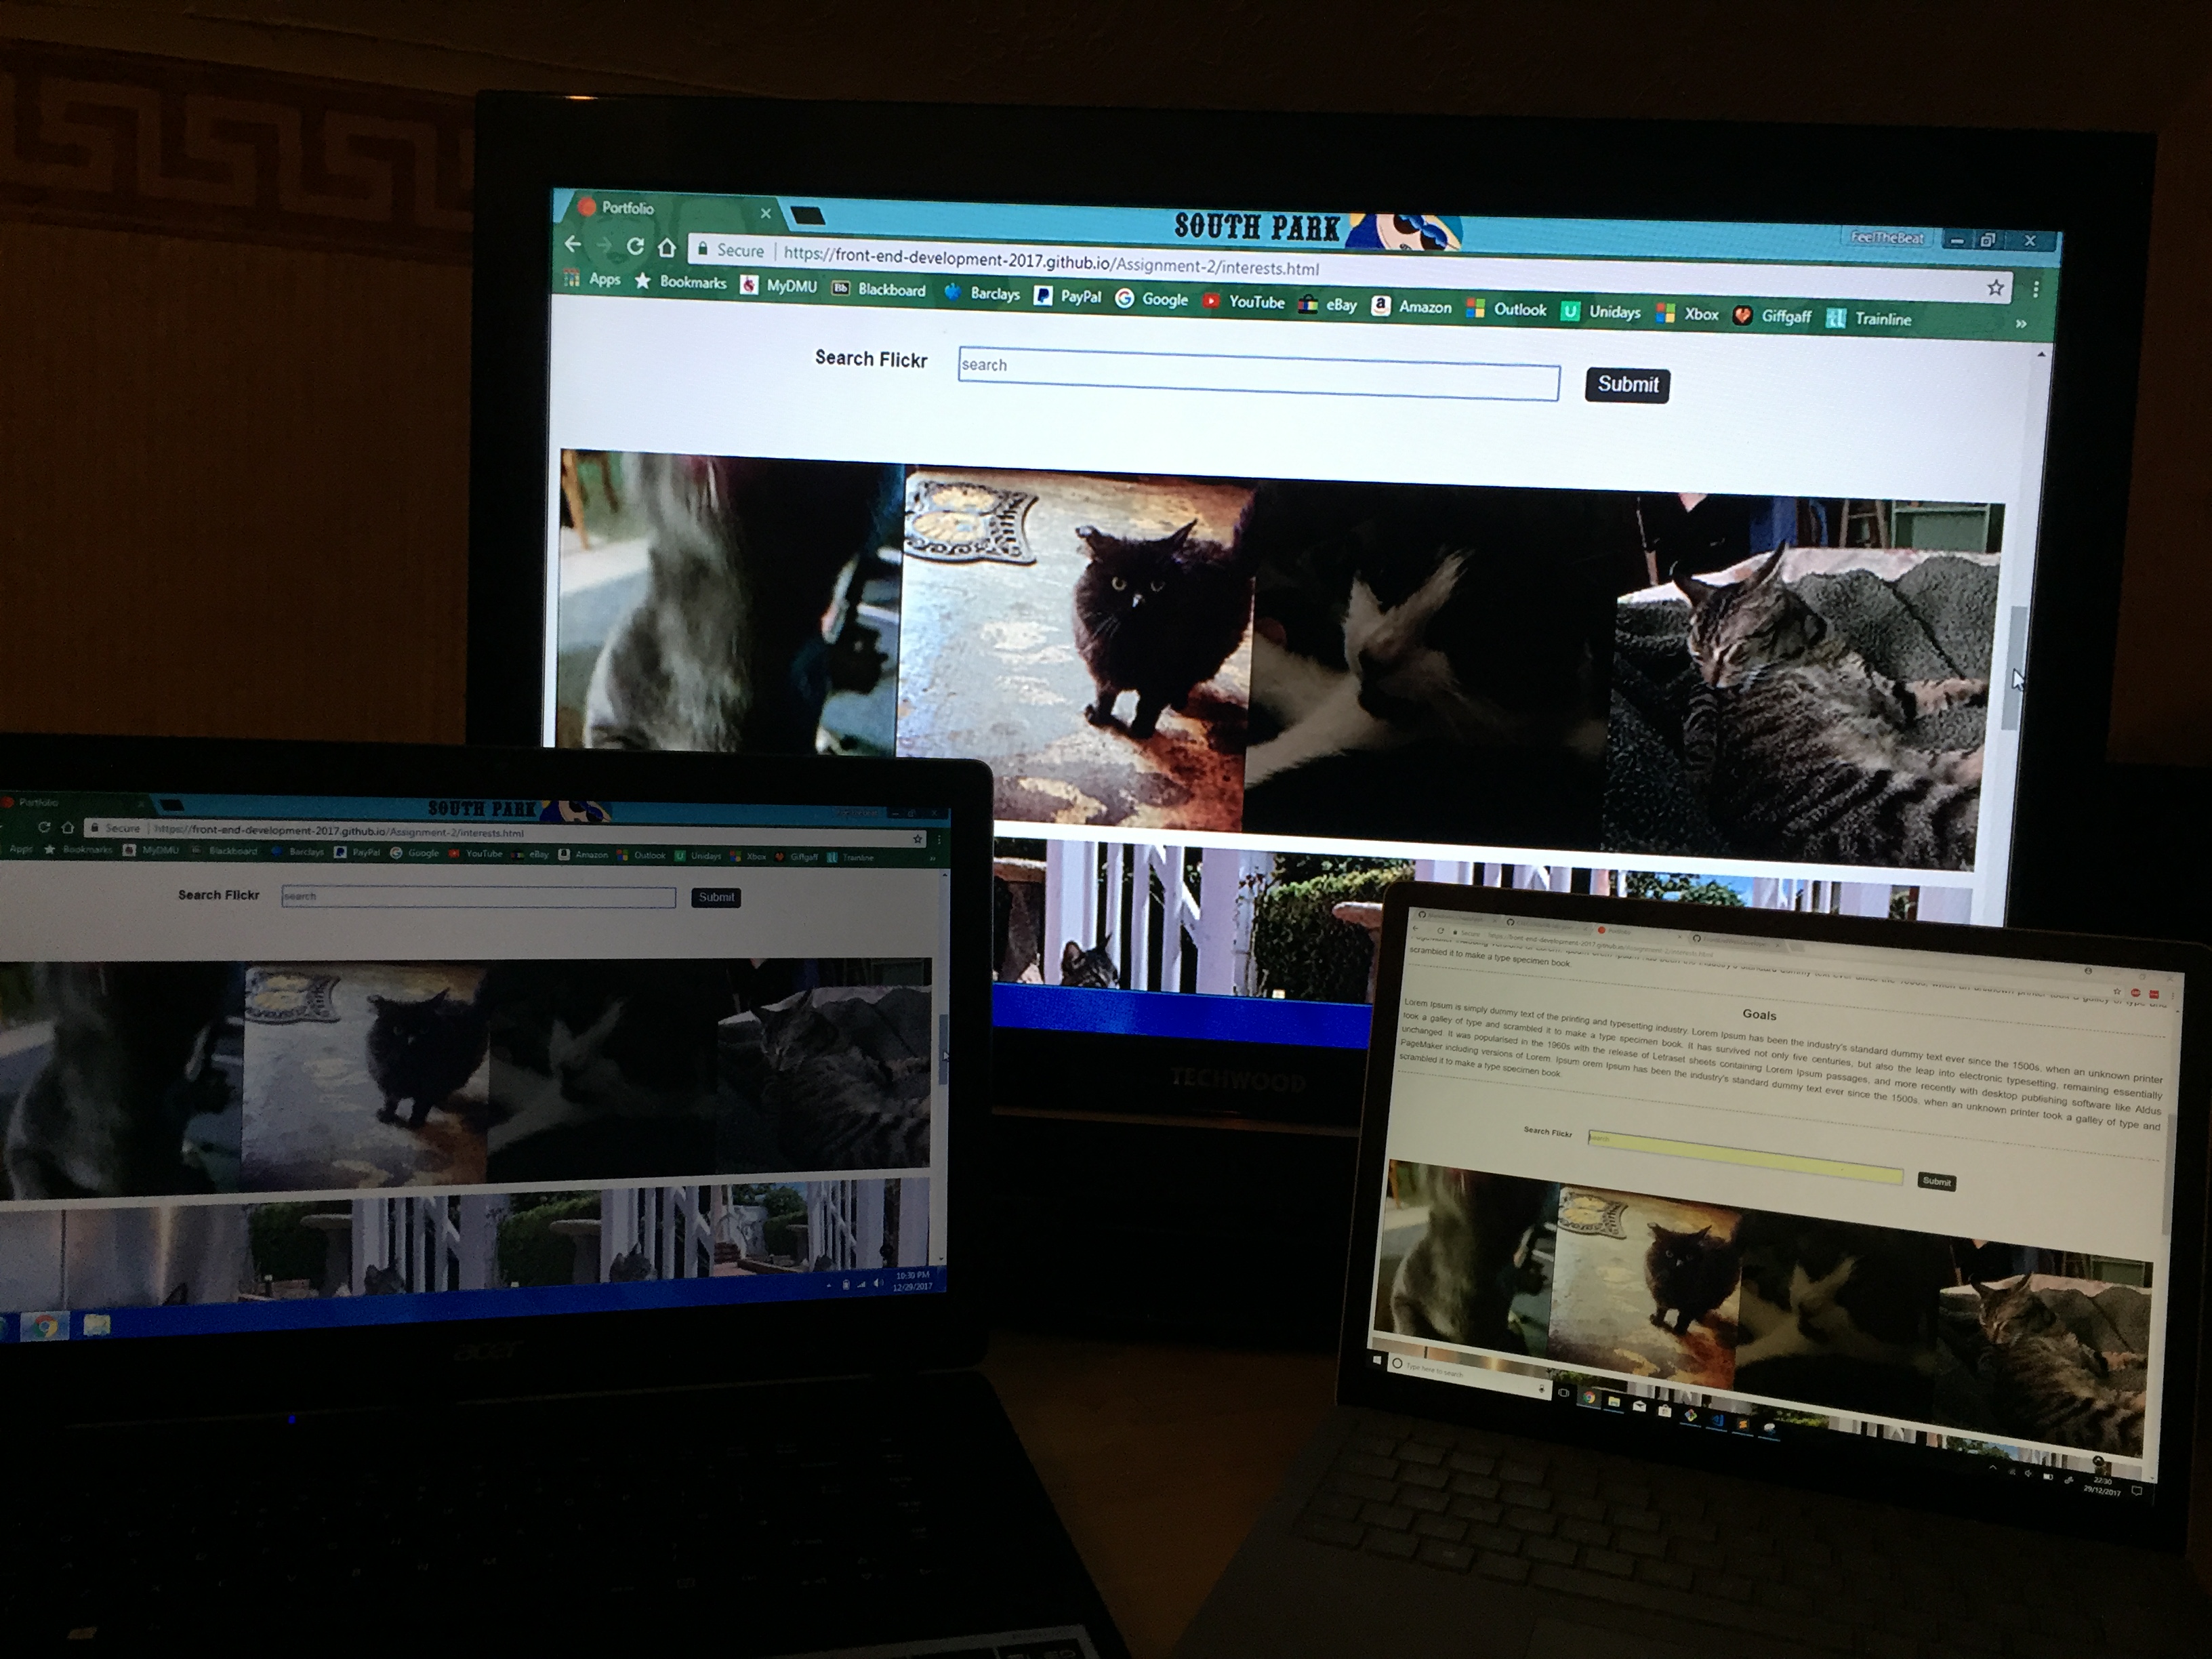 Portfolio
SOUTH PARK
FeelTheBeat
Secure https://front-end-development-2017.github.io/Assignment-2/interests.html
Apps Bookmarks MyDMU Bb Blackboard Barclays PayPal Google YouTube eBay Amazon Outlook Unidays Xbox Giffgaff Trainline »
Search Flickr search Submit
TECHWOOD
Portfolio
SOUTH PARK
Secure https://front-end-development-2017.github.io/Assignment-2/interests.html
Apps Bookmarks MyDMU Blackboard Barclays PayPal Google YouTube eBay Amazon Outlook Unidays Xbox Giffgaff Trainline »
Search Flickr search Submit
10:30 PM
12/29/2017
acer
Secure https://front-end-development-2017.github.io
scrambled it to make a type specimen book.
Goals
Lorem Ipsum is simply dummy text of the printing and typesetting industry. Lorem Ipsum has been the industry's standard dummy text ever since the 1500s, when an unknown printer
took a galley of type and scrambled it to make a type specimen book. It has survived not only five centuries, but also the leap into electronic typesetting, remaining essentially
unchanged. It was popularised in the 1960s with the release of Letraset sheets containing Lorem Ipsum passages, and more recently with desktop publishing software like Aldus
PageMaker including versions of Lorem Ipsum orem Ipsum has been the industry's standard dummy text ever since the 1500s, when an unknown printer took a galley of type and
scrambled it to make a type specimen book.
Search Flickr search Submit
Type here to search
22:30
29/12/2017